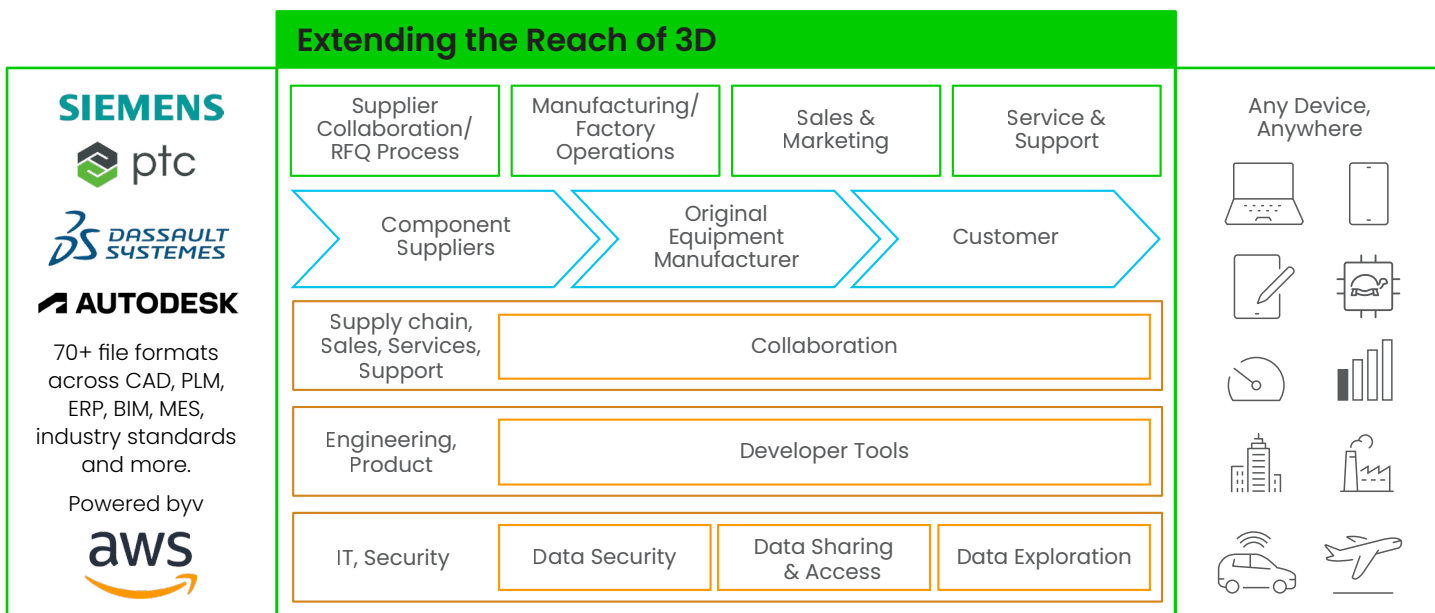 Extending the Reach of 3D
SIEMENS
ptc
DASSAULT
SYSTEMES
AUTODESK
70+ file formats
across CAD, PLM,
ERP, BIM, MES,
industry standards
and more.
Powered byv
aws
Supplier
Collaboration/
RFQ Process
Manufacturing/
Factory
Operations
Sales &
Marketing
Service &
Support
Component
Suppliers
Original
Equipment
Manufacturer
Customer
Supply chain,
Sales, Services,
Support
Collaboration
Engineering,
Product
Developer Tools
IT, Security
Data Security
Data Sharing
& Access
Data Exploration
Any Device,
Anywhere